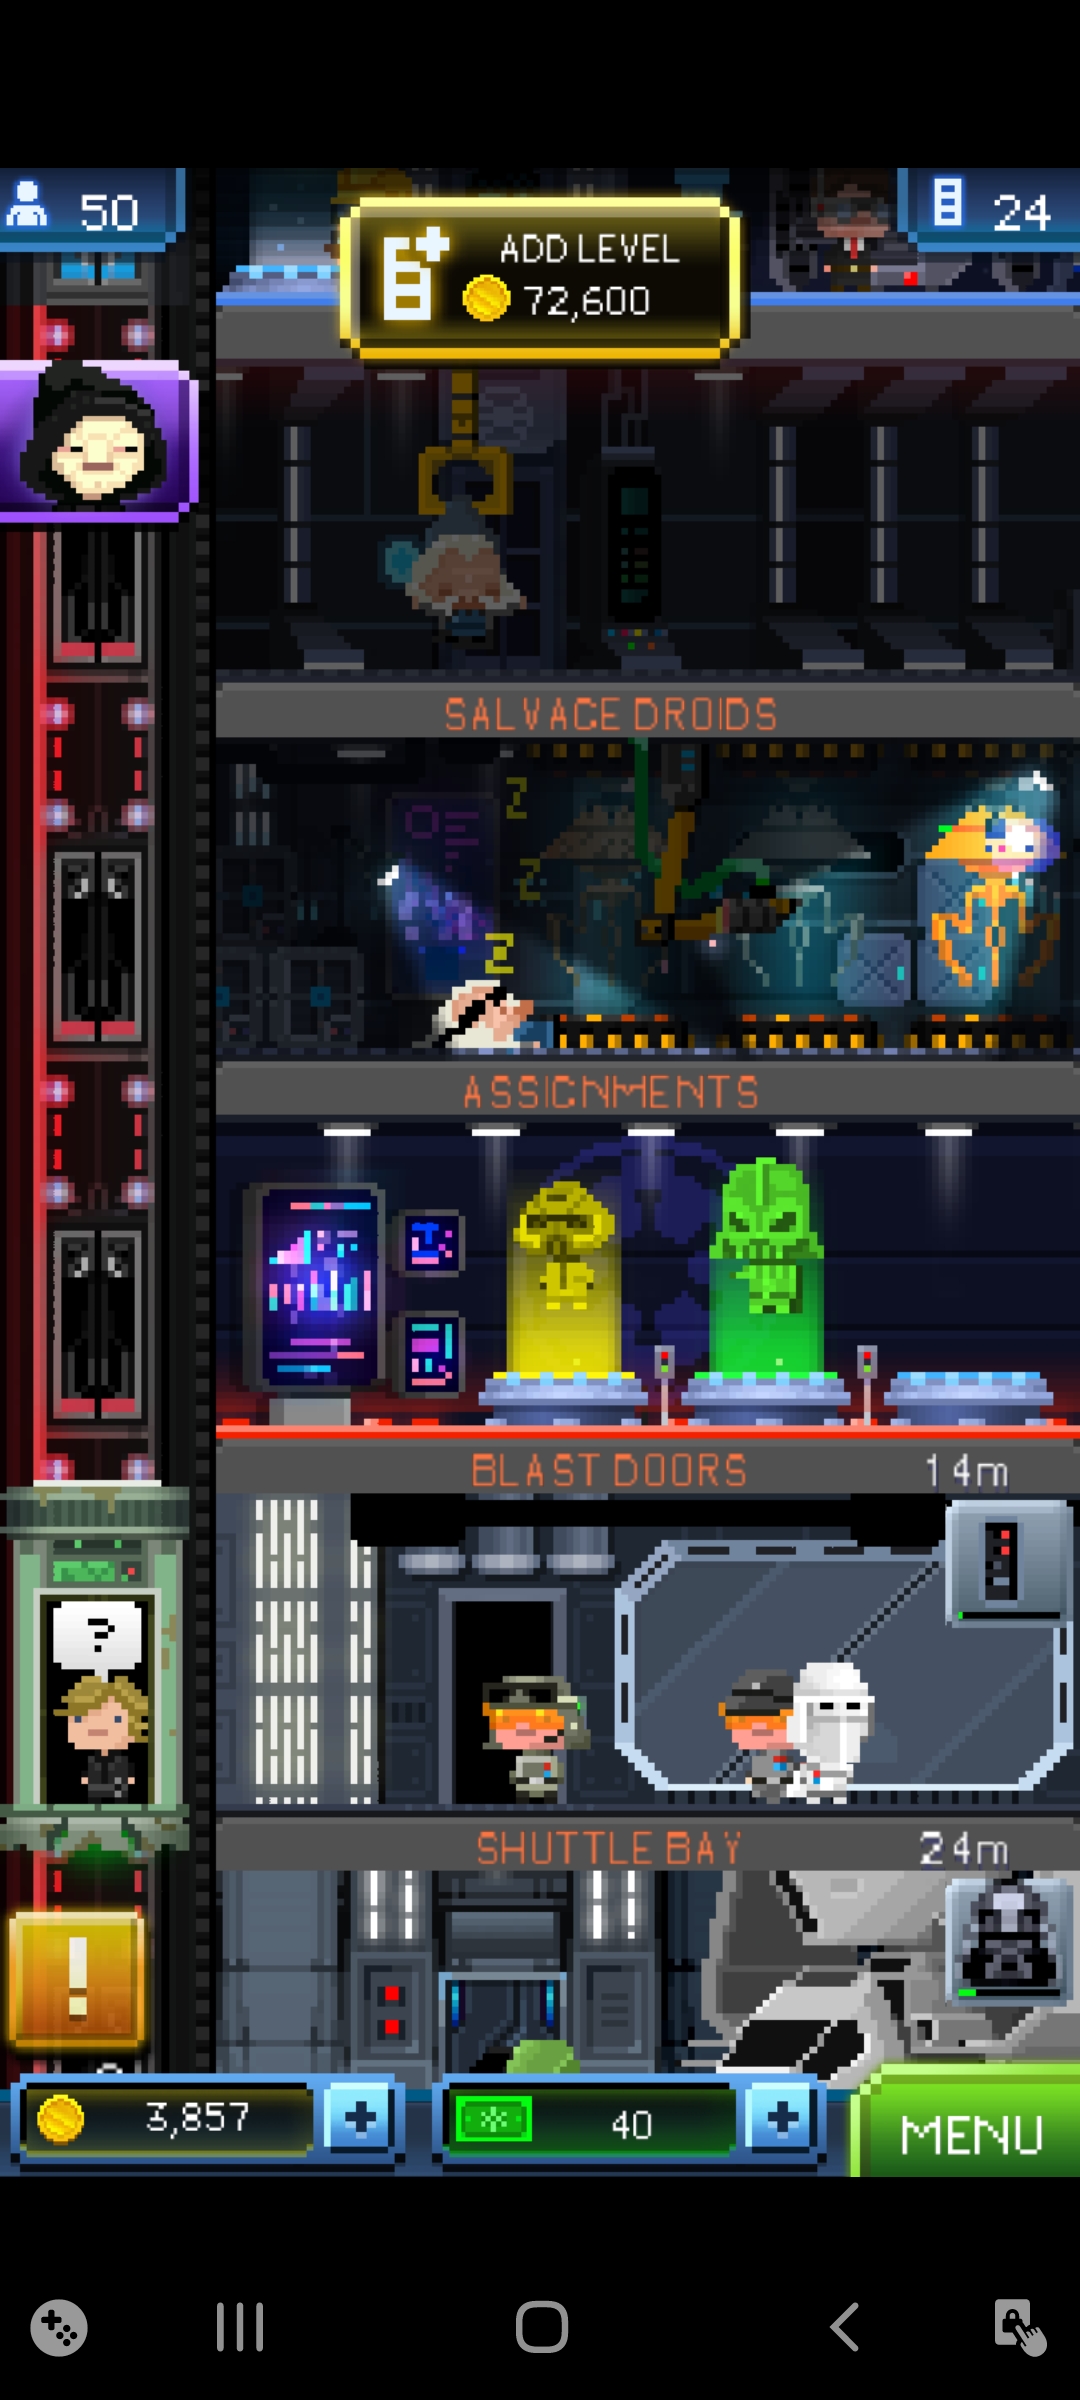 50
ADD LEVEL
72,600
24
SALVAGE DROIDS
Z
Z
Z
ASSIGNMENTS
BLAST DOORS 14m
?
SHUTTLE BAY 24m
!
3,857 + 40 + MENU